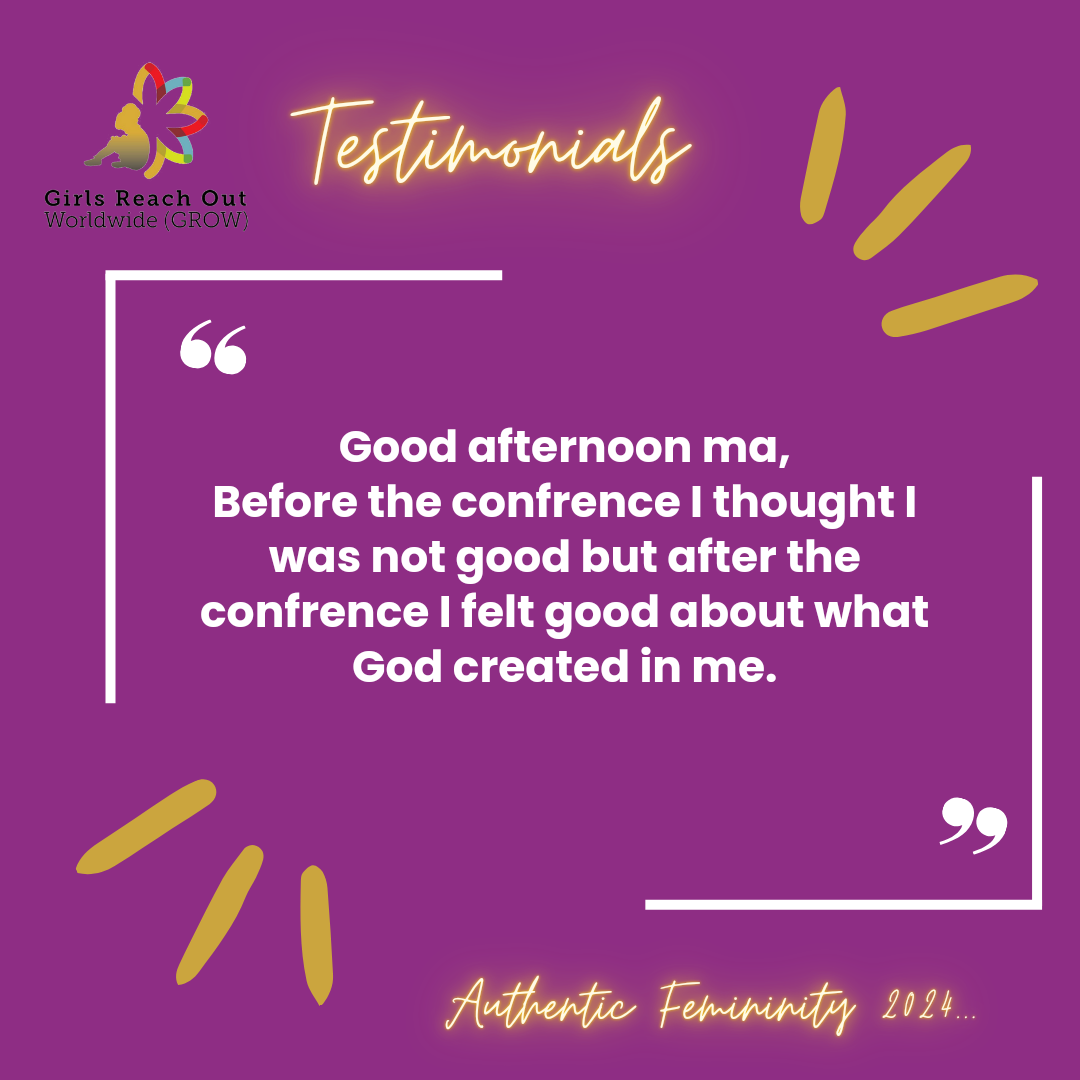 Testimonials
Girls Reach Out
Worldwide (GROW)
“
Good afternoon ma,
Before the confrence I thought I
was not good but after the
confrence I felt good about what
God created in me.
”
Authentic Femininity 2024...